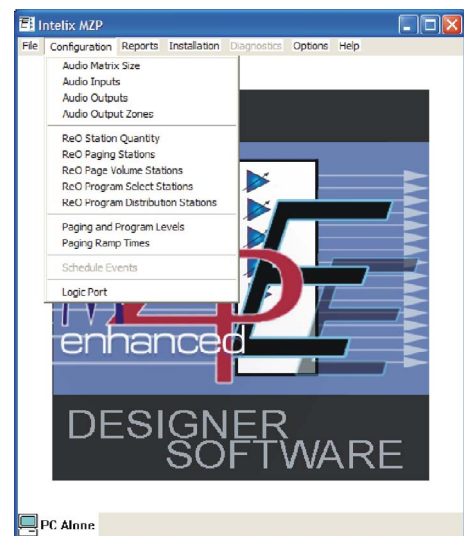 Intelix MZP
File Configuration Reports Installation Diagnostics Options Help
Audio Matrix Size
Audio Inputs
Audio Outputs
Audio Output Zones
ReO Station Quantity
ReO Paging Stations
ReO Page Volume Stations
ReO Program Select Stations
ReO Program Distribution Stations
Paging and Program Levels
Paging Ramp Times
Schedule Events
Logic Port
MZP E
enhanced
DESIGNER
SOFTWARE
PC Alone